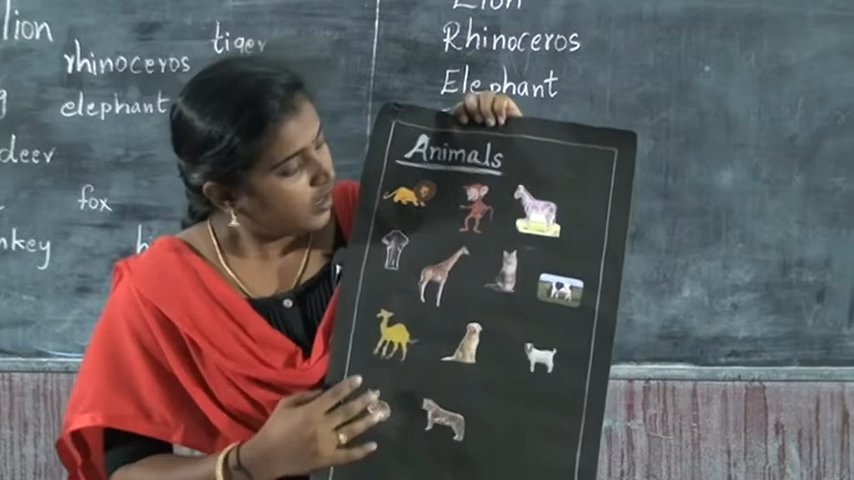 lion
tiger
rhinoceros
elephant
deer
fox
nkey
Lion
Rhinoceros
Elephant
Animals